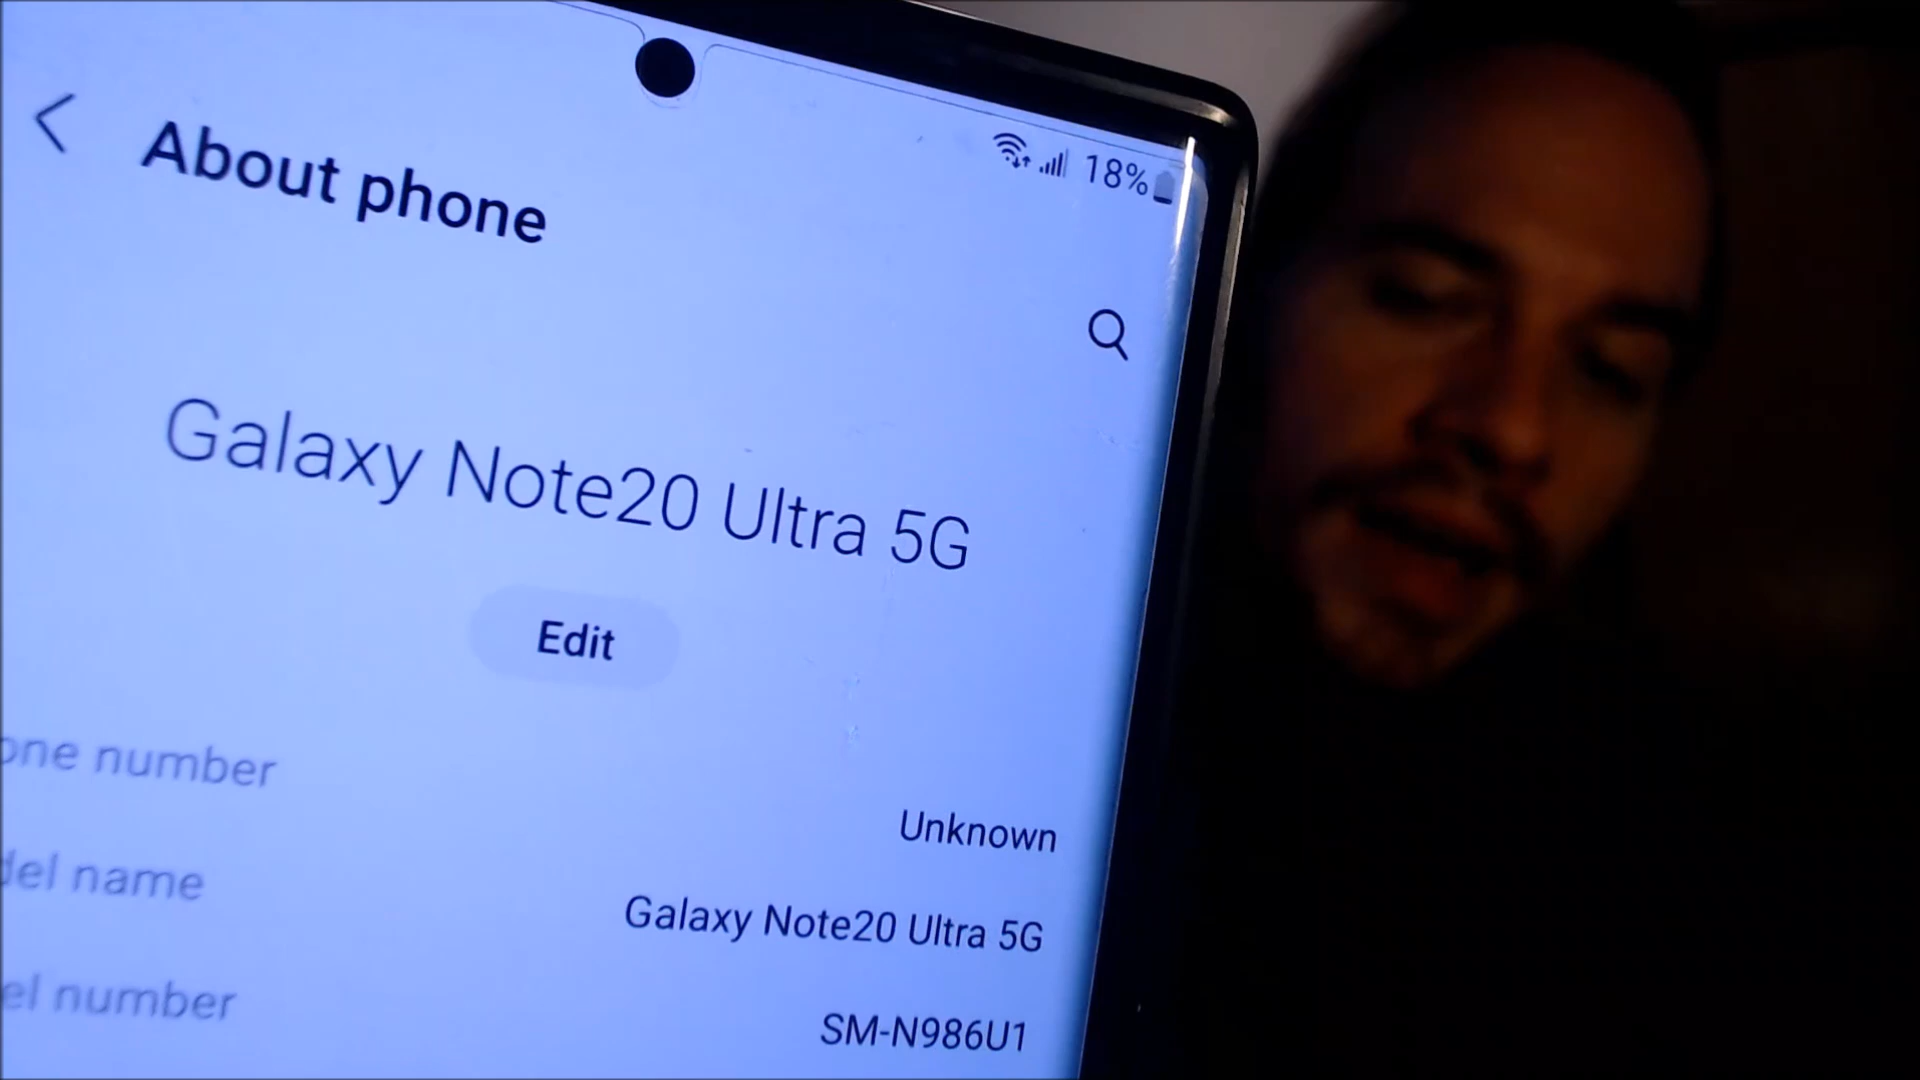 18%
About phone
Galaxy Note20 Ultra 5G
Edit
one number
Unknown
del name
Galaxy Note20 Ultra 5G
el number
SM-N986U1